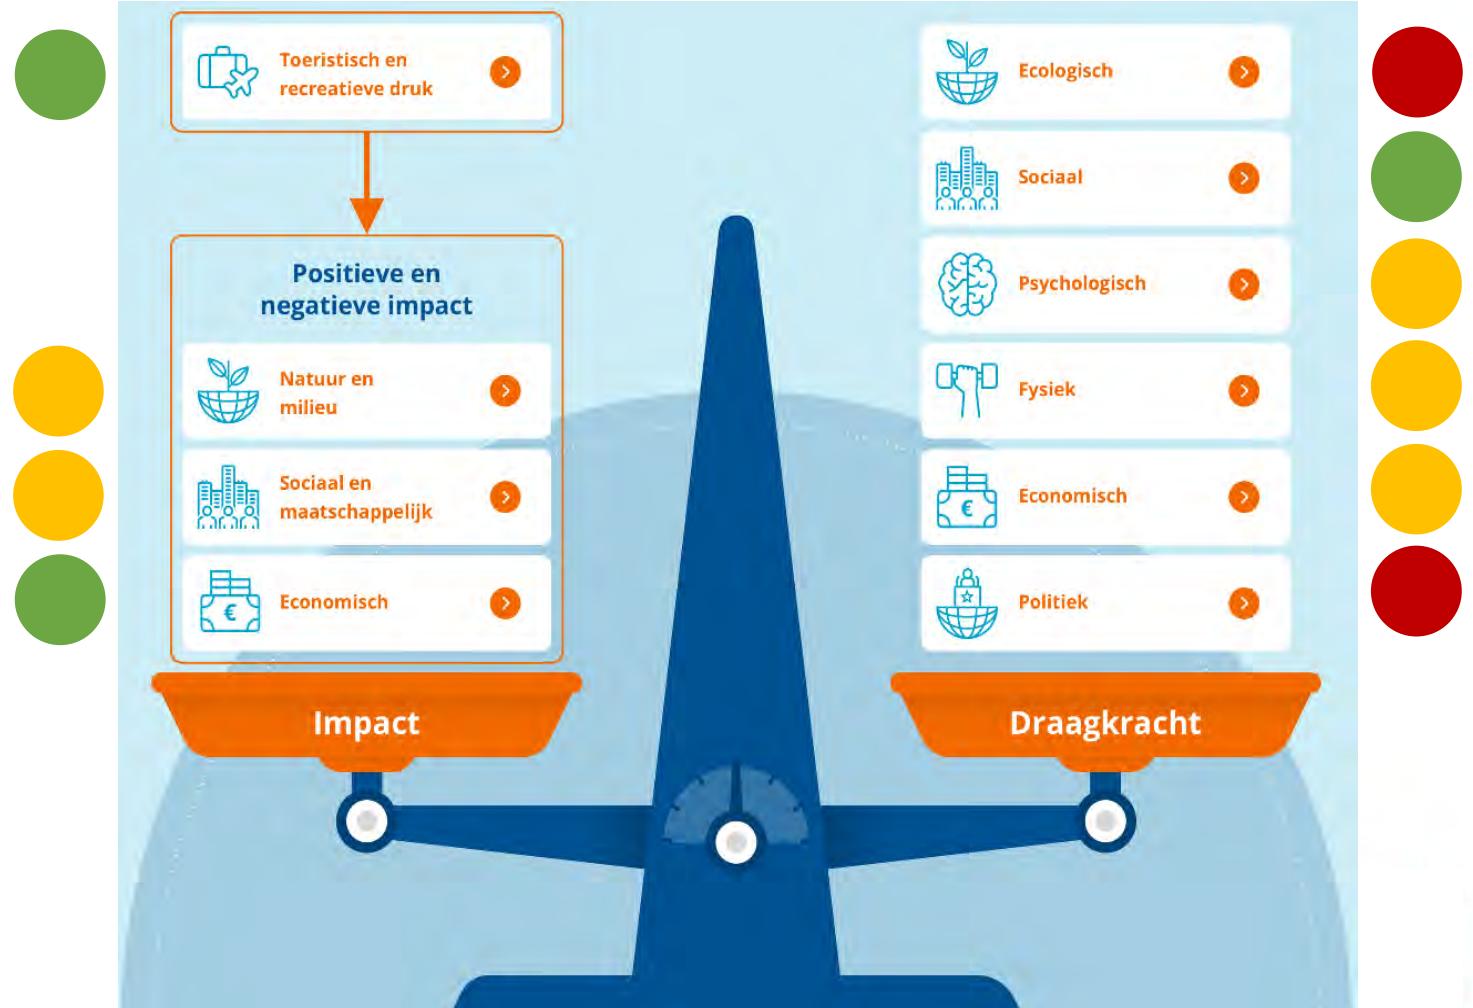 Toeristisch en
recreatieve druk
Positieve en
negatieve impact
Natuur en
milieu
Sociaal en
maatschappelijk
€
Economisch
Impact
Ecologisch
Sociaal
Psychologisch
Fysiek
€
Economisch
Politiek
Draagkracht